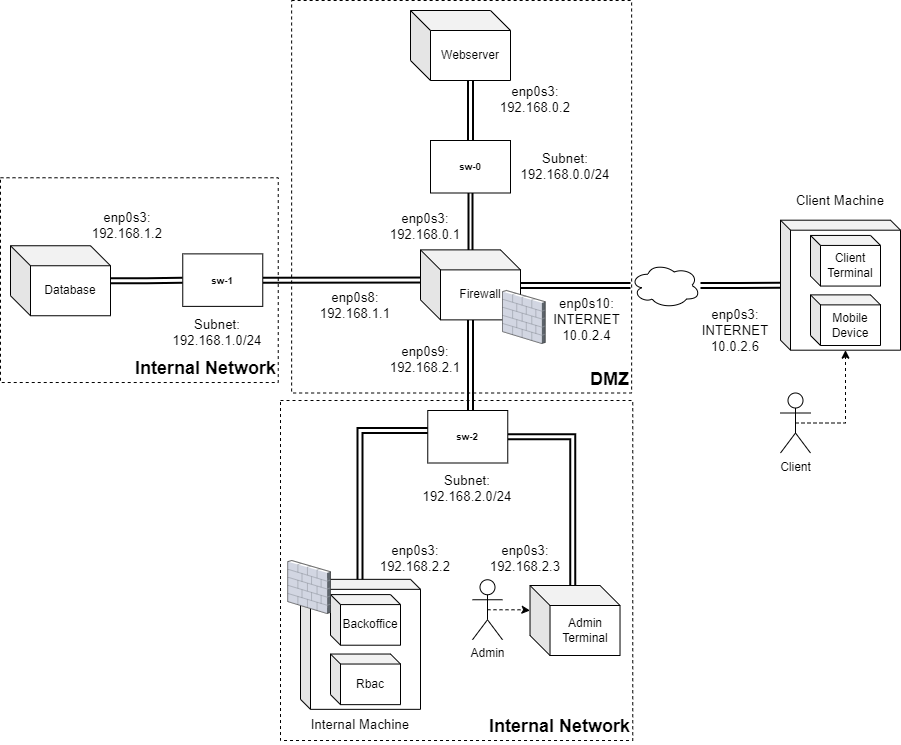 Webserver
enp0s3:
192.168.0.2
sw-0
Subnet:
192.168.0.0/24
enp0s3:
192.168.0.1
enp0s3:
192.168.1.2
Database
sw-1
Subnet:
192.168.1.0/24
Internal Network
enp0s8:
192.168.1.1
Firewall
enp0s10:
INTERNET
10.0.2.4
enp0s9:
192.168.2.1
DMZ
Client Machine
Client
Terminal
Mobile
Device
enp0s3:
INTERNET
10.0.2.6
Client
sw-2
Subnet:
192.168.2.0/24
enp0s3:
192.168.2.2
enp0s3:
192.168.2.3
Backoffice
Rbac
Internal Machine
Admin
Admin
Terminal
Internal Network